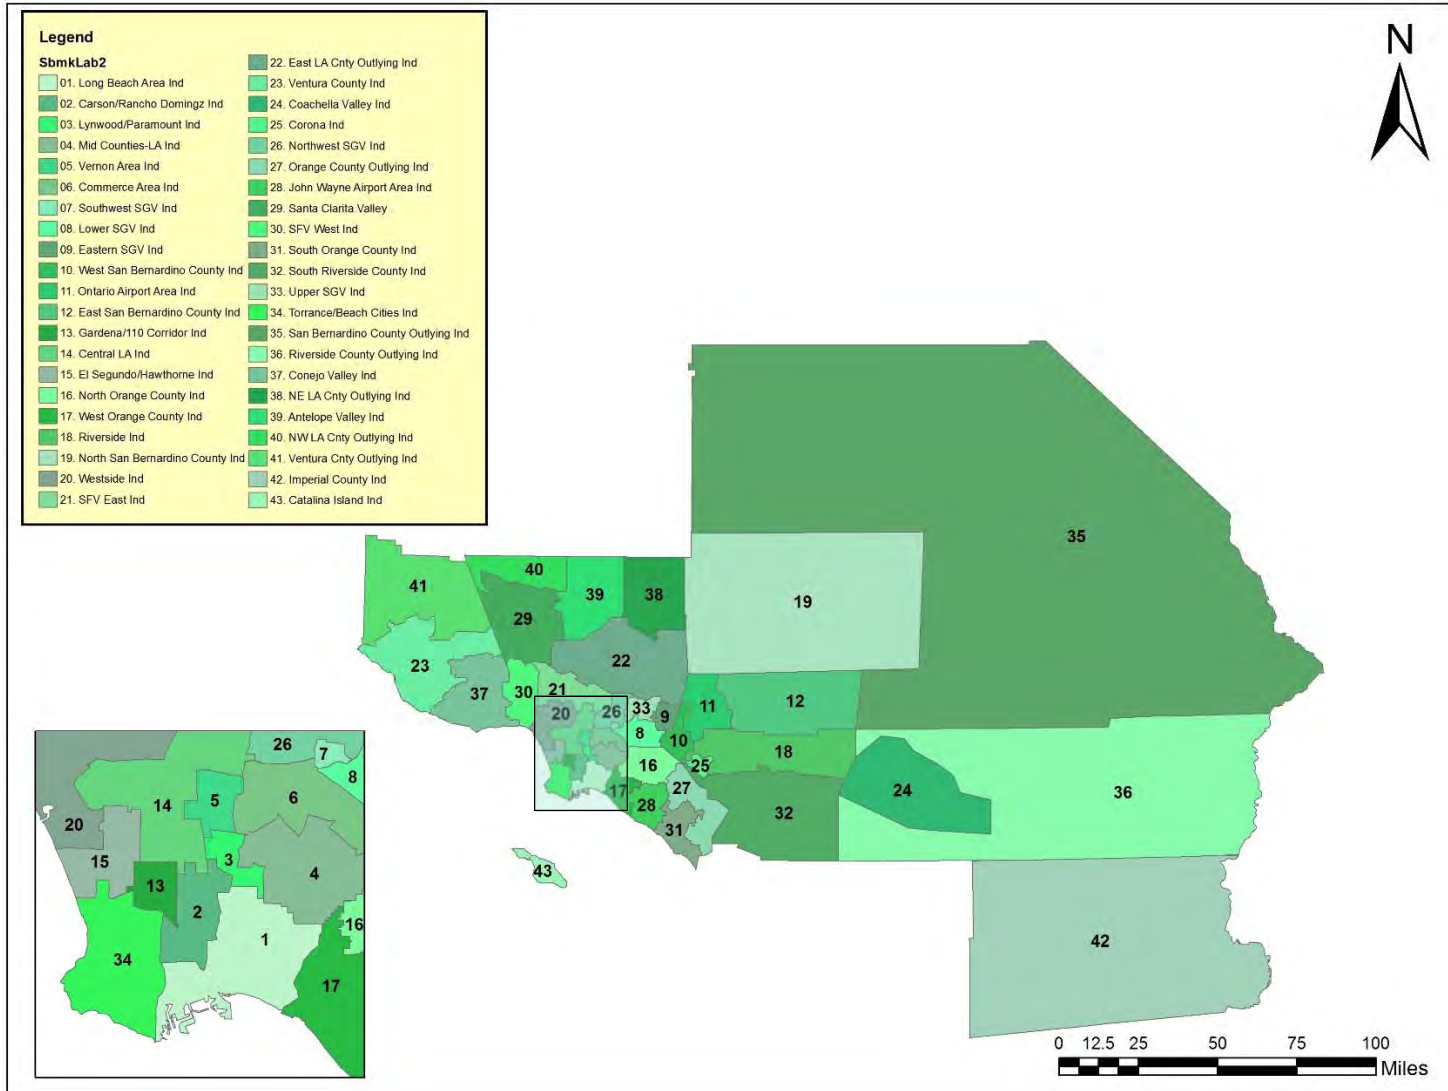 Legend
SbmkLab2
01. Long Beach Area Ind
02. Carson/Rancho Domingz Ind
03. Lynwood/Paramount Ind
04. Mid Counties-LA Ind
05. Vernon Area Ind
06. Commerce Area Ind
07. Southwest SGV Ind
08. Lower SGV Ind
09. Eastern SGV Ind
10. West San Bernardino County Ind
11. Ontario Airport Area Ind
12. East San Bernardino County Ind
13. Gardena/110 Corridor Ind
14. Central LA Ind
15. El Segundo/Hawthorne Ind
16. North Orange County Ind
17. West Orange County Ind
18. Riverside Ind
19. North San Bernardino County Ind
20. Westside Ind
21. SFV East Ind
22. East LA Cnty Outlying Ind
23. Ventura County Ind
24. Coachella Valley Ind
25. Corona Ind
26. Northwest SGV Ind
27. Orange County Outlying Ind
28. John Wayne Airport Area Ind
29. Santa Clarita Valley
30. SFV West Ind
31. South Orange County Ind
32. South Riverside County Ind
33. Upper SGV Ind
34. Torrance/Beach Cities Ind
35. San Bernardino County Outlying Ind
36. Riverside County Outlying Ind
37. Conejo Valley Ind
38. NE LA Cnty Outlying Ind
39. Antelope Valley Ind
40. NW LA Cnty Outlying Ind
41. Ventura Cnty Outlying Ind
42. Imperial County Ind
43. Catalina Island Ind
N
35
40
41
39
38
19
29
22
23
21
30
37
12
33
11
9
20
26
8
10
18
16
25
24
36
27
17
28
32
31
43
42
26
7
8
5
6
14
20
3
15
4
13
2
16
1
34
17
0 12.5 25 50 75 100
Miles